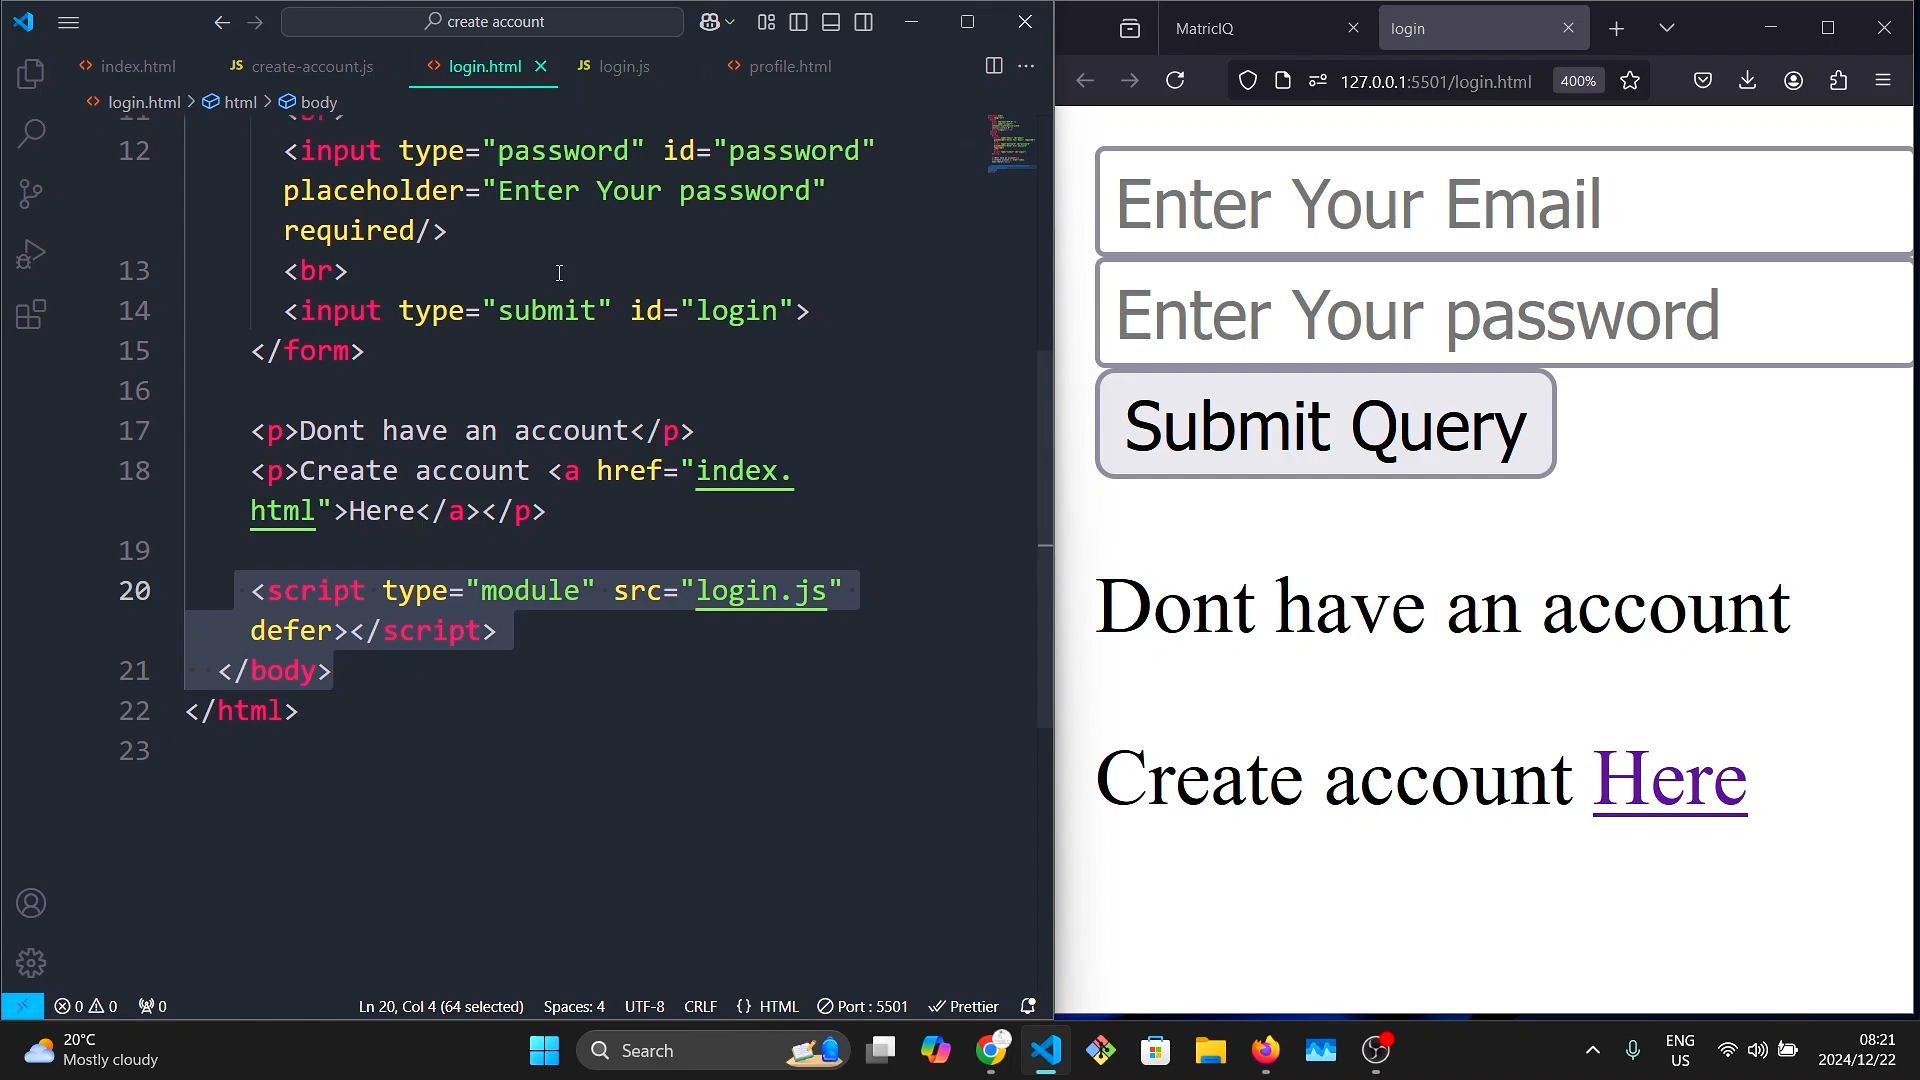 create account
index.html
JS create-account.js
login.html
JS login.js
profile.html
login.html > html > body
12 <input type="password" id="password"
placeholder="Enter Your password"
required/>
13 <br>
14 <input type="submit" id="login">
15 </form>
16
17 <p>Dont have an account</p>
18 <p>Create account <a href="index.
html">Here</a></p>
19
20 <script type="module" src="login.js"
defer></script>
21 </body>
22 </html>
23
0 0 0 Ln 20, Col 4 (64 selected) Spaces: 4 UTF-8 CRLF {} HTML Port : 5501 Prettier
MatricIQ
login
127.0.0.1:5501/login.html
400%
Enter Your Email
Enter Your password
Submit Query
Dont have an account
Create account Here
20°C
Mostly cloudy
Search
ENG
US
08:21
2024/12/22